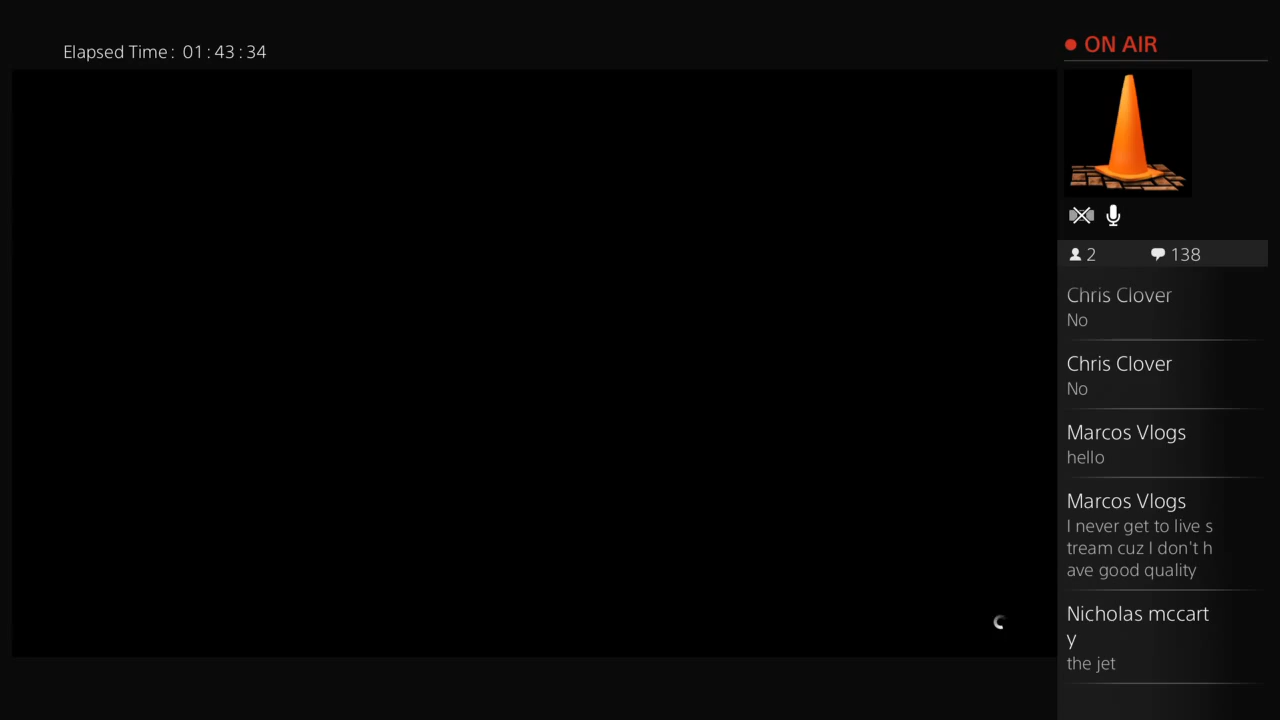 Elapsed Time: 01:43:34
ON AIR
2 138
Chris Clover
No
Chris Clover
No
Marcos Vlogs
hello
Marcos Vlogs
I never get to live s
tream cuz I don't h
ave good quality
Nicholas mccart
y
the jet